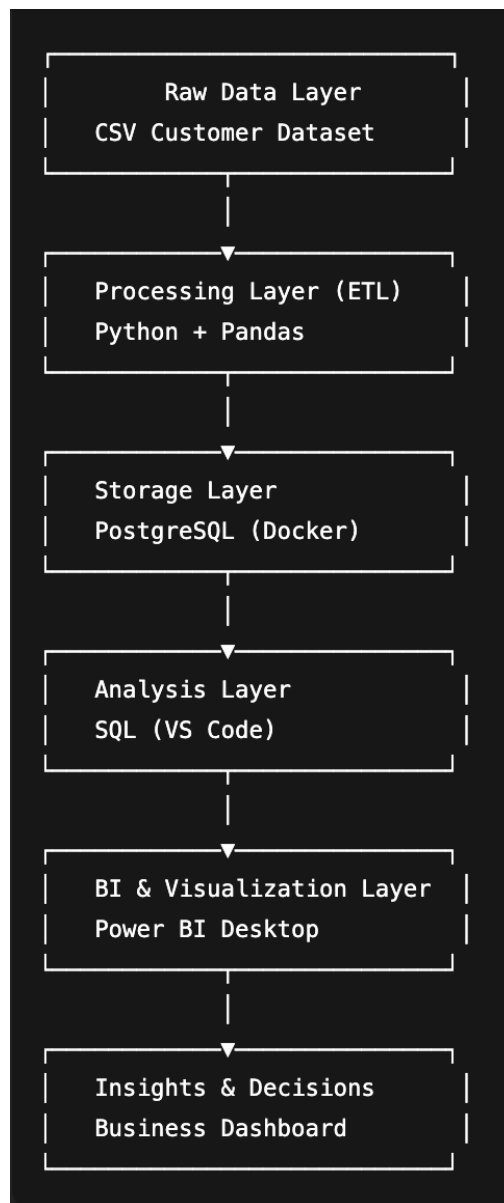 Raw Data Layer
CSV Customer Dataset
Processing Layer (ETL)
Python + Pandas
Storage Layer
PostgreSQL (Docker)
Analysis Layer
SQL (VS Code)
BI & Visualization Layer
Power BI Desktop
Insights & Decisions
Business Dashboard